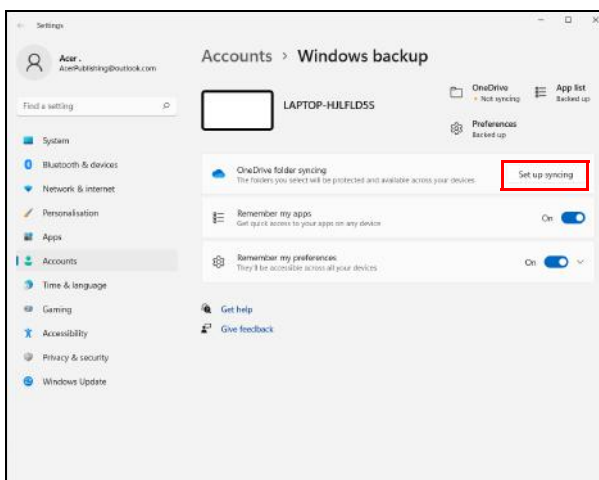 Settings
Acer .
AcerPublishing@outlook.com
Find a setting
System
Bluetooth & devices
Network & internet
Personalisation
Apps
Accounts
Time & language
Gaming
Accessibility
Privacy & security
Windows Update
Accounts > Windows backup
LAPTOP-HJLFLD5S
OneDrive
• Not syncing
App list
Backed up
Preferences
Backed up
OneDrive folder syncing
The folders you select will be protected and available across your devices
Set up syncing
Remember my apps
Get quick access to your apps on any device
On
Remember my preferences
They'll be accessible across all your devices
On
Get help
Give feedback